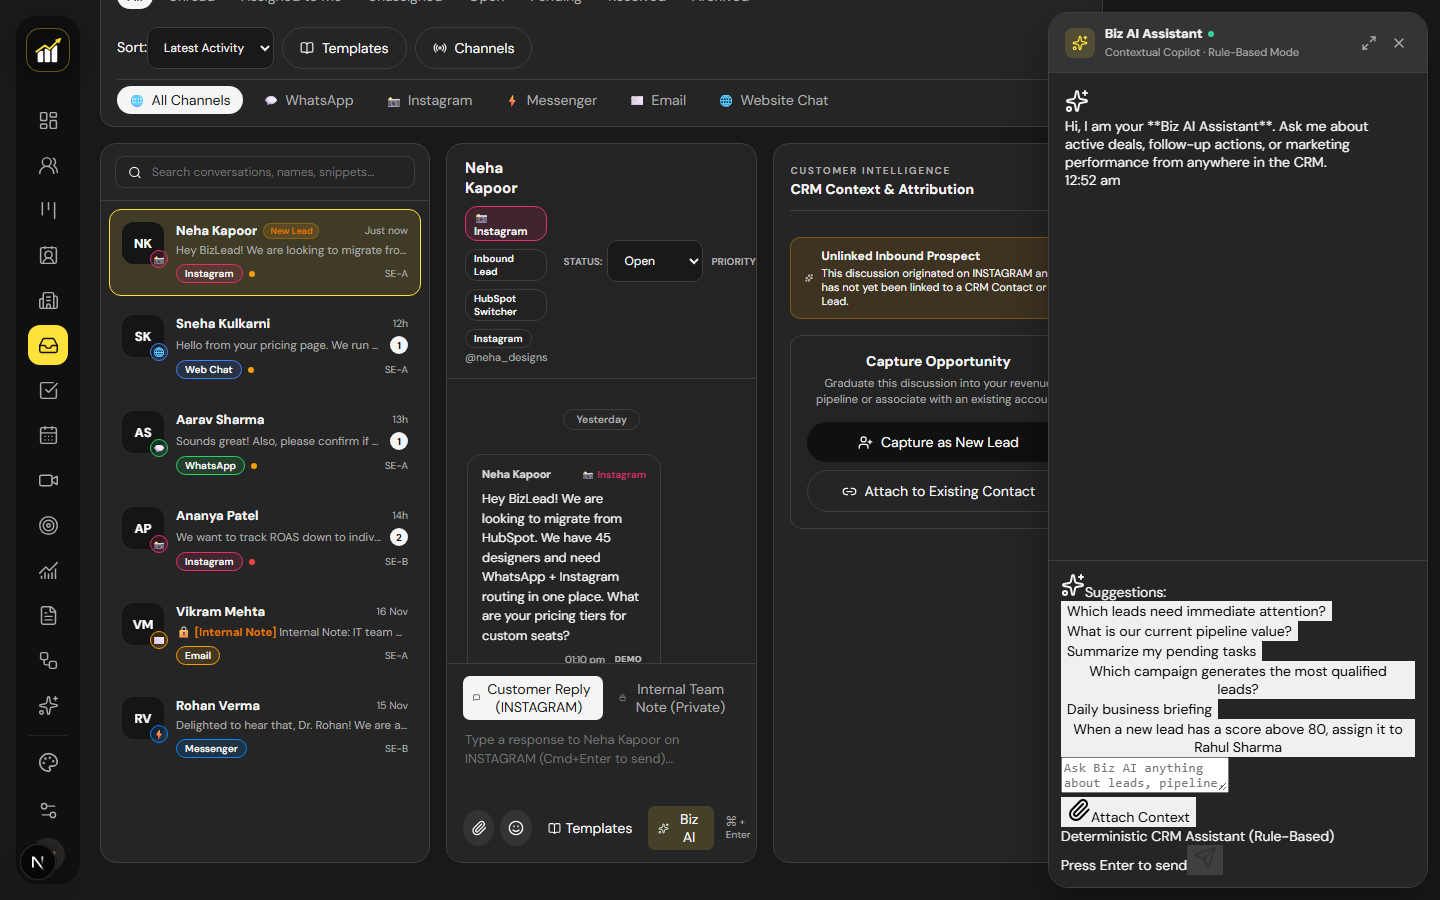 Sort:
Latest Activity
Templates
Channels
All Channels
WhatsApp
Instagram
Messenger
Email
Website Chat
Search conversations, names, snippets...
NK
Neha Kapoor
New Lead
Just now
Hey BizLead! We are looking to migrate fro...
Instagram
SE-A
SK
Sneha Kulkarni
12h
Hello from your pricing page. We run ...
1
Web Chat
SE-A
AS
Aarav Sharma
13h
Sounds great! Also, please confirm if ...
1
WhatsApp
SE-A
AP
Ananya Patel
14h
We want to track ROAS down to indiv...
2
Instagram
SE-B
VM
Vikram Mehta
16 Nov
[Internal Note] Internal Note: IT team ...
Email
SE-A
RV
Rohan Verma
15 Nov
Delighted to hear that, Dr. Rohan! We are a...
Messenger
SE-B
N
Neha
Kapoor
Instagram
Inbound
Lead
HubSpot
Switcher
Instagram
@neha_designs
STATUS:
Open
PRIORITY
Yesterday
Neha Kapoor
Instagram
Hey BizLead! We are
looking to migrate from
HubSpot. We have 45
designers and need
WhatsApp + Instagram
routing in one place. What
are your pricing tiers for
custom seats?
01:10 pm
DEMO
Customer Reply
(INSTAGRAM)
Internal Team
Note (Private)
Type a response to Neha Kapoor on
INSTAGRAM (Cmd+Enter to send)...
Templates
Biz
AI
⌘ +
Enter
CUSTOMER INTELLIGENCE
CRM Context & Attribution
Unlinked Inbound Prospect
This discussion originated on INSTAGRAM an
has not yet been linked to a CRM Contact or
Lead.
Capture Opportunity
Graduate this discussion into your revenu
pipeline or associate with an existing accou
Capture as New Lead
Attach to Existing Contact
Biz AI Assistant
Contextual Copilot · Rule-Based Mode
Hi, I am your **Biz AI Assistant**. Ask me about
active deals, follow-up actions, or marketing
performance from anywhere in the CRM.
12:52 am
Suggestions:
Which leads need immediate attention?
What is our current pipeline value?
Summarize my pending tasks
Which campaign generates the most qualified
leads?
Daily business briefing
When a new lead has a score above 80, assign it to
Rahul Sharma
Ask Biz AI anything
about leads, pipeline,
Attach Context
Deterministic CRM Assistant (Rule-Based)
Press Enter to send